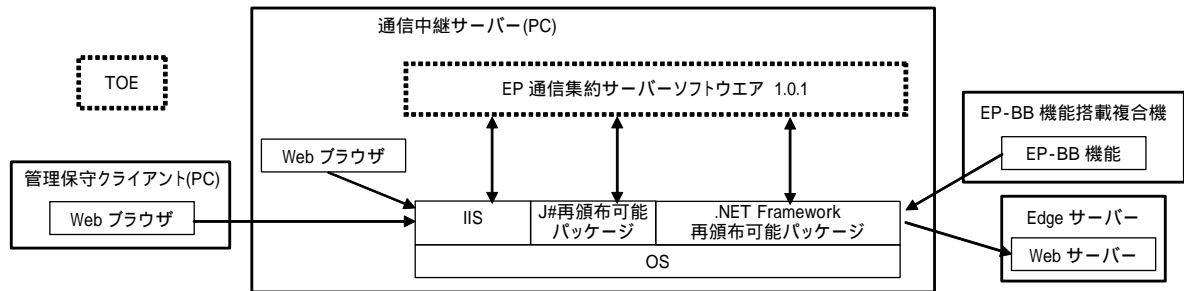 通信中継サーバー(PC)
TOE
EP 通信集約サーバーソフトウエア 1.0.1
EP-BB 機能搭載複合機
EP-BB 機能
Web ブラウザ
管理保守クライアント(PC)
Web ブラウザ
IIS
J#再頒布可能
パッケージ
.NET Framework
再頒布可能パッケージ
OS
Edge サーバー
Web サーバー